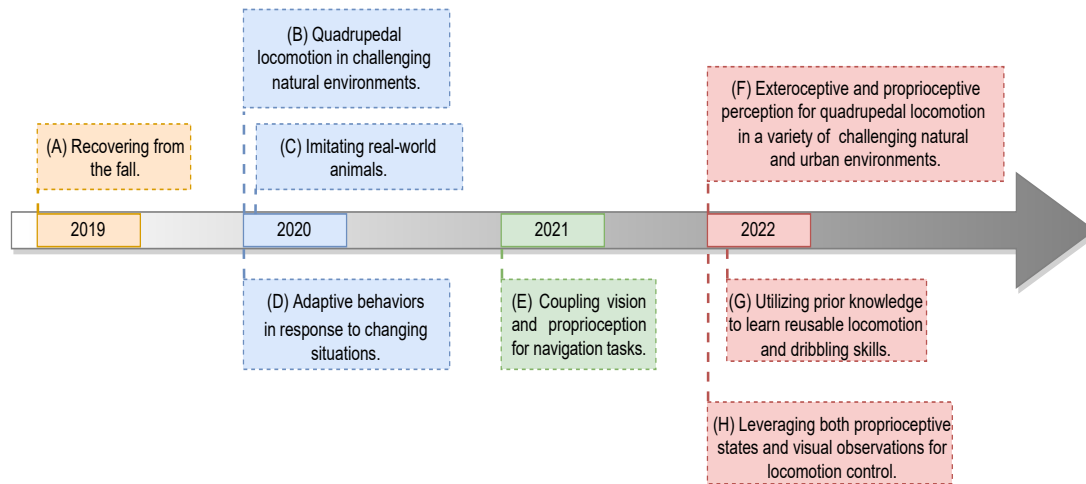 (B) Quadrupedal
locomotion in challenging
natural environments.
(F) Exteroceptive and proprioceptive
perception for quadrupedal locomotion
in a variety of challenging natural
and urban environments.
(A) Recovering from
the fall.
(C) Imitating real-world
animals.
2019
2020
2021
2022
(D) Adaptive behaviors
in response to changing
situations.
(E) Coupling vision
and proprioception
for navigation tasks.
(G) Utilizing prior knowledge
to learn reusable locomotion
and dribbling skills.
(H) Leveraging both proprioceptive
states and visual observations for
locomotion control.